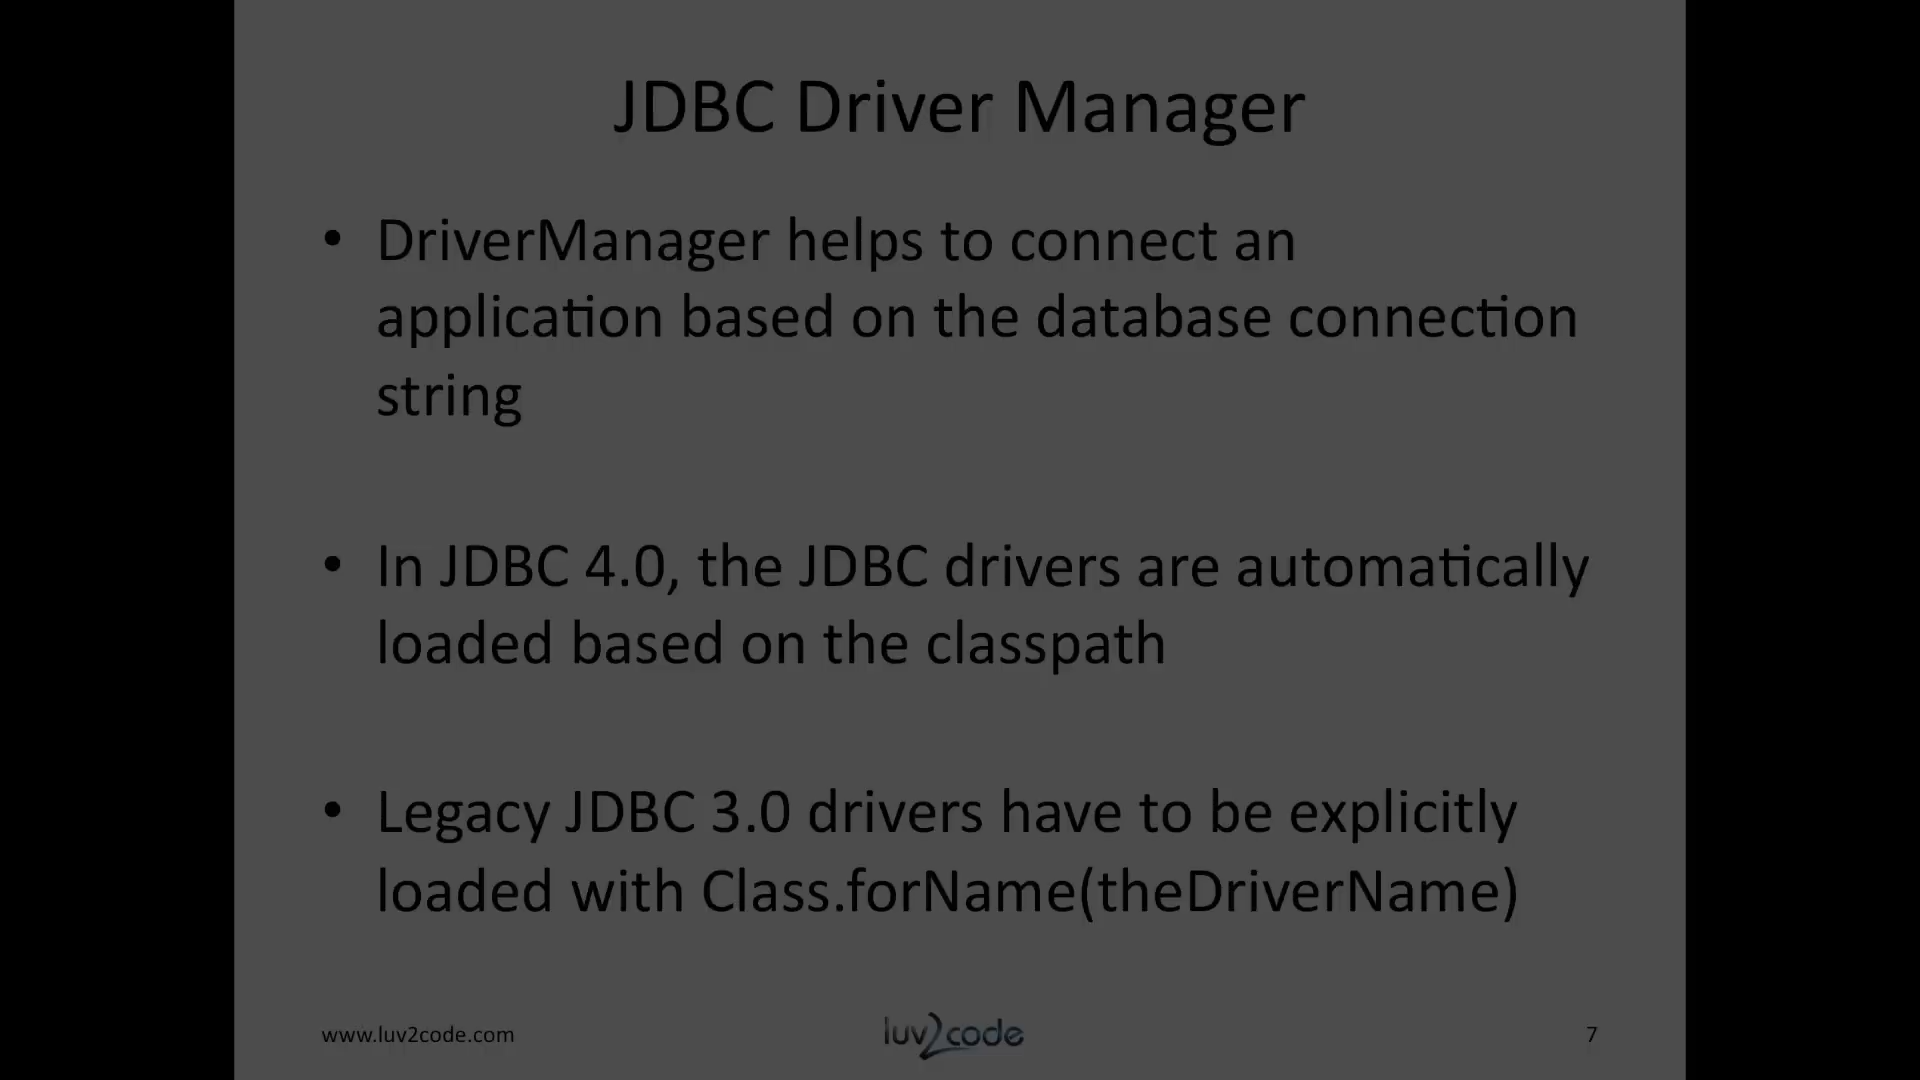 JDBC Driver Manager
• DriverManager helps to connect an
application based on the database connection
string
• In JDBC 4.0, the JDBC drivers are automatically
loaded based on the classpath
• Legacy JDBC 3.0 drivers have to be explicitly
loaded with Class.forName(theDriverName)
www.luv2code.com
luv2code
7